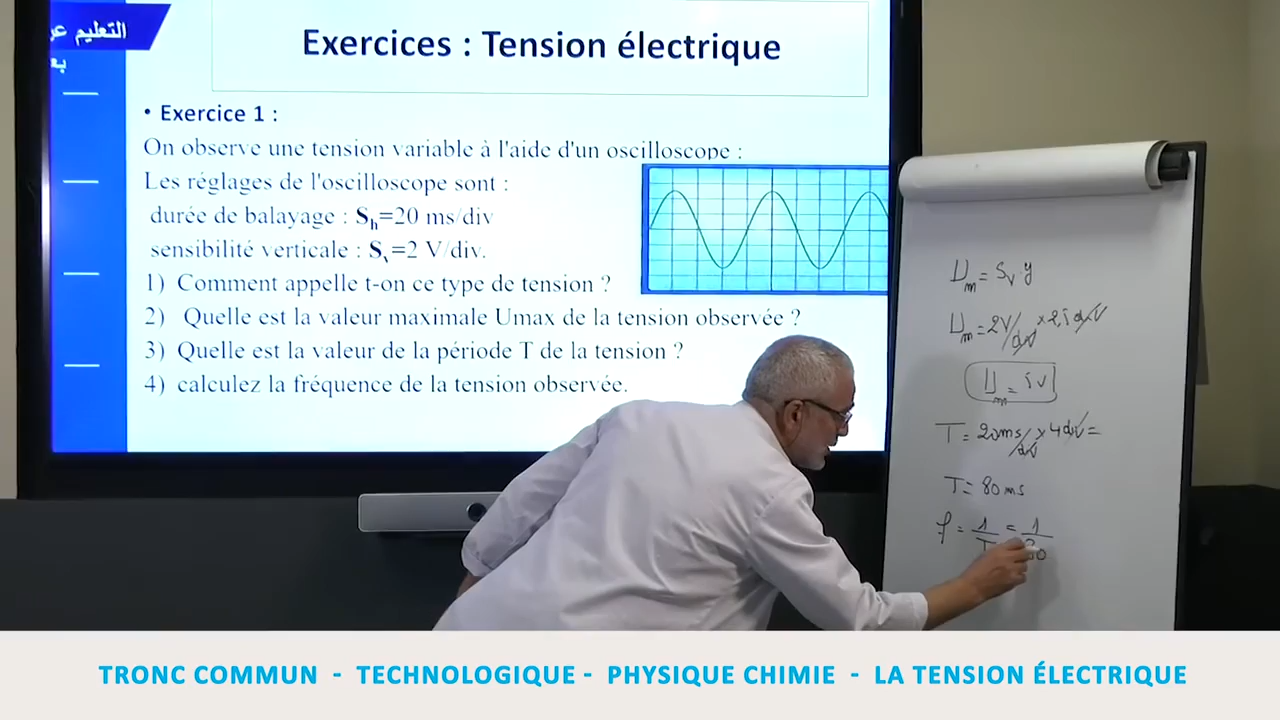 التعليم عن
بعد
Exercices : Tension électrique
• Exercice 1 :
On observe une tension variable à l'aide d'un oscilloscope :
Les réglages de l'oscilloscope sont :
durée de balayage : Sh=20 ms/div
sensibilité verticale : Sv=2 V/div.
1) Comment appelle t-on ce type de tension ?
2) Quelle est la valeur maximale Umax de la tension observée ?
3) Quelle est la valeur de la période T de la tension ?
4) calculez la fréquence de la tension observée.
Um = Sv y
Um = 2V/div × 2,5 div
Um = 5V
T = 20ms/div × 4 div =
T = 80 ms
f = 1/T = 1/
TRONC COMMUN - TECHNOLOGIQUE - PHYSIQUE CHIMIE - LA TENSION ÉLECTRIQUE